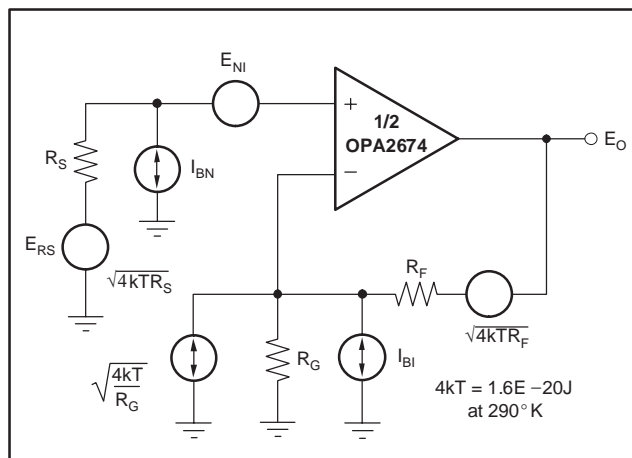 E_NI
+
1/2
OPA2674
−
E_O
R_S
I_BN
E_RS
√4kTR_S
R_F
√4kTR_F
√4kT/R_G
R_G
I_BI
4kT = 1.6E −20J
at 290°K